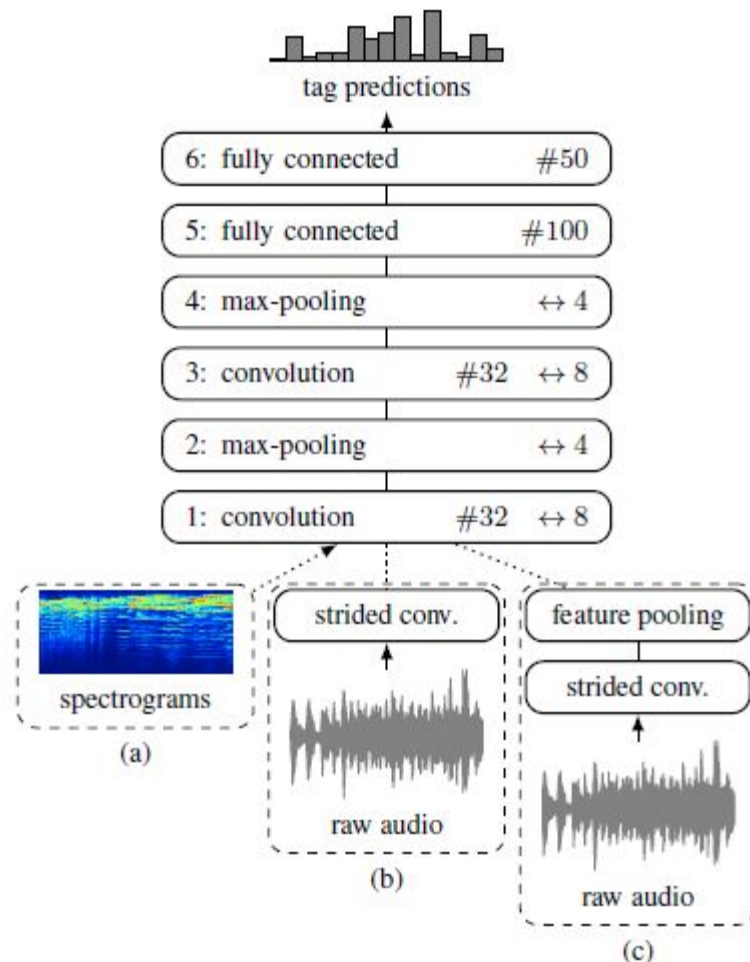 tag predictions
6: fully connected #50
5: fully connected #100
4: max-pooling ↔ 4
3: convolution #32 ↔ 8
2: max-pooling ↔ 4
1: convolution #32 ↔ 8
spectrograms
(a)
strided conv.
raw audio
(b)
feature pooling
strided conv.
raw audio
(c)